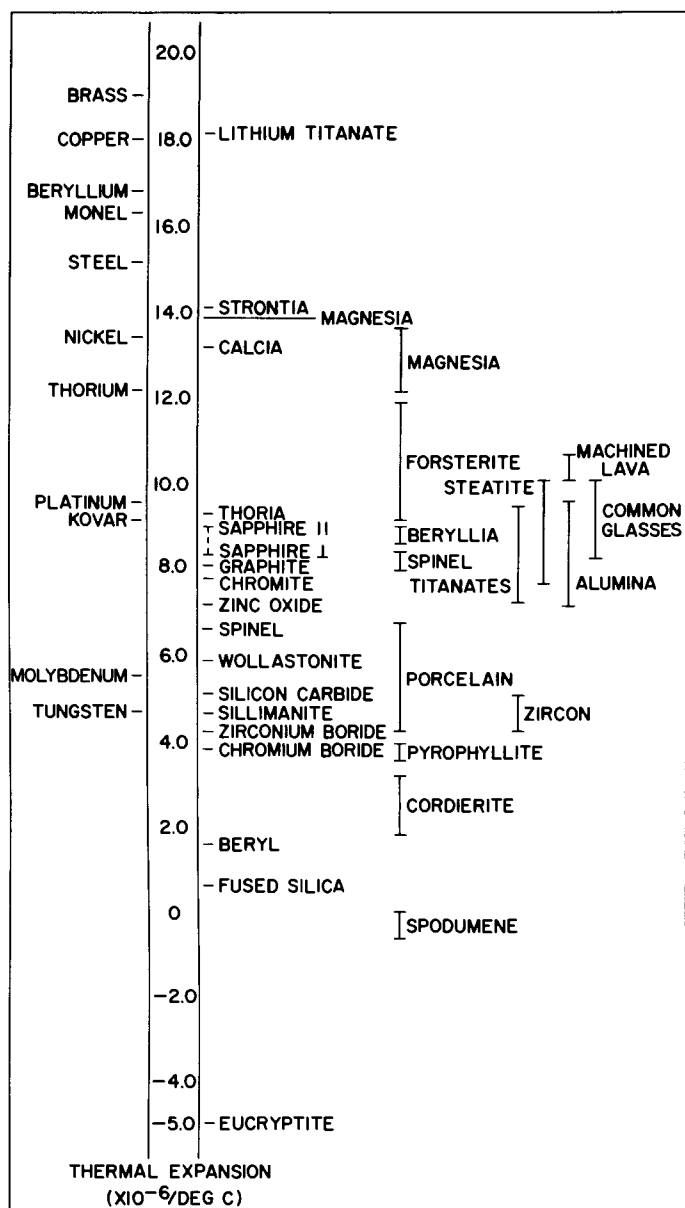 20.0
BRASS
COPPER 18.0 LITHIUM TITANATE
BERYLLIUM
MONEL 16.0
STEEL
14.0 STRONTIA
MAGNESIA
NICKEL
CALCIA
MAGNESIA
THORIUM 12.0
MACHINED
LAVA
FORSTERITE
STEATITE
10.0
PLATINUM
KOVAR
THORIA
COMMON
GLASSES
SAPPHIRE ||
BERYLLIA
SAPPHIRE ⊥
8.0 GRAPHITE
SPINEL
CHROMITE
TITANATES
ALUMINA
ZINC OXIDE
SPINEL
6.0 WOLLASTONITE
MOLYBDENUM
PORCELAIN
SILICON CARBIDE
TUNGSTEN
SILLIMANITE
ZIRCON
ZIRCONIUM BORIDE
4.0 CHROMIUM BORIDE
PYROPHYLLITE
CORDIERITE
2.0
BERYL
FUSED SILICA
0
SPODUMENE
-2.0
-4.0
-5.0 EUCRYPTITE
THERMAL EXPANSION
(X10-6/DEG C)